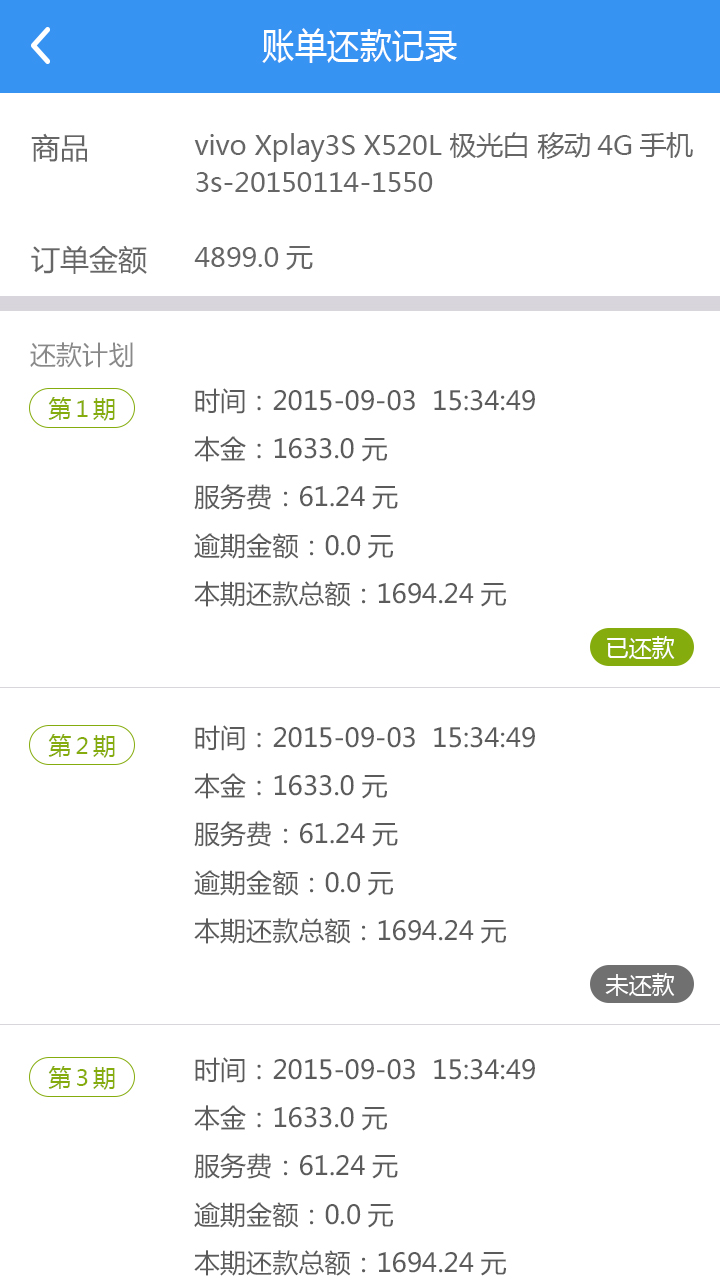 账单还款记录
商品
vivo Xplay3S X520L 极光白 移动 4G 手机
3s-20150114-1550
订单金额
4899.0 元
还款计划
第1期
时间：2015-09-03 15:34:49
本金：1633.0 元
服务费：61.24 元
逾期金额：0.0 元
本期还款总额：1694.24 元
已还款
第2期
时间：2015-09-03 15:34:49
本金：1633.0 元
服务费：61.24 元
逾期金额：0.0 元
本期还款总额：1694.24 元
未还款
第3期
时间：2015-09-03 15:34:49
本金：1633.0 元
服务费：61.24 元
逾期金额：0.0 元
本期还款总额：1694.24 元